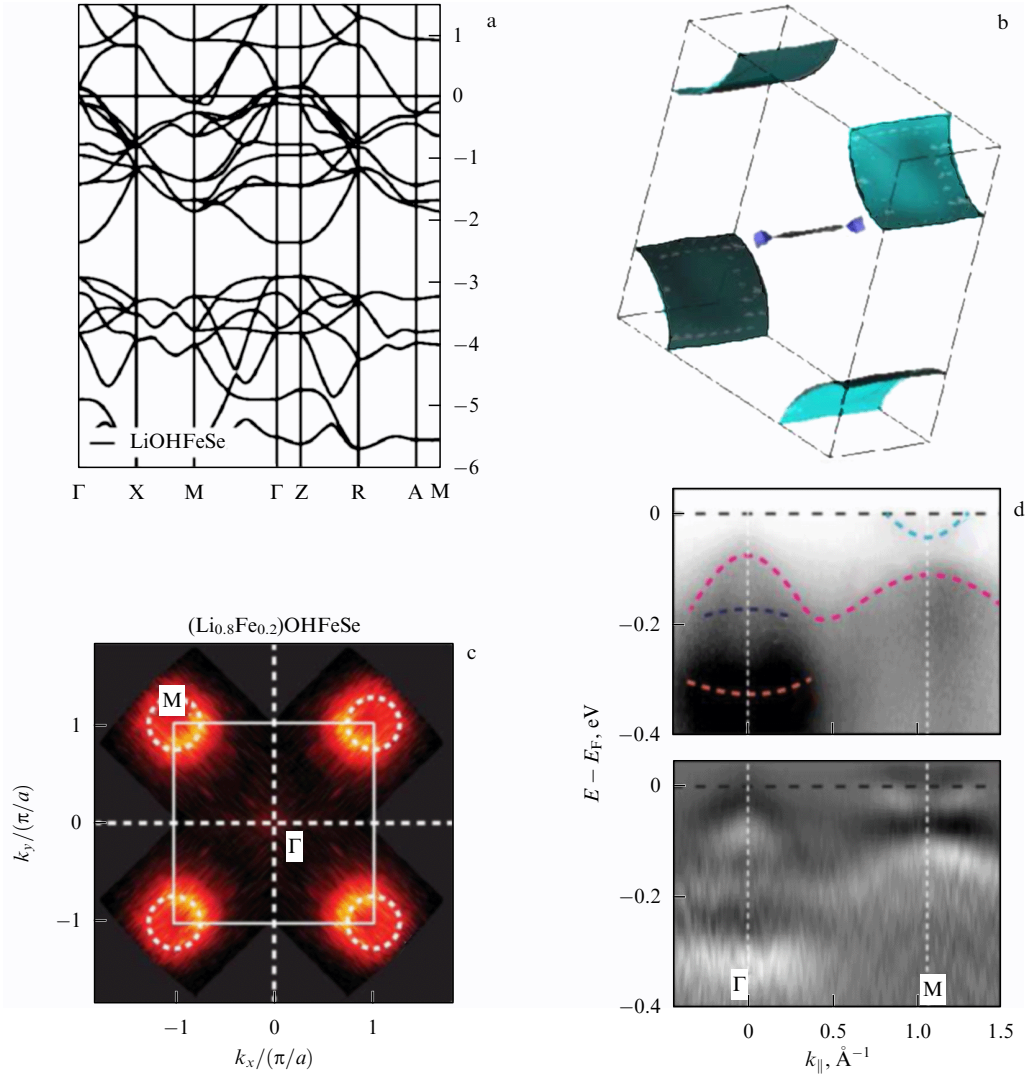 a
1
0
−1
−2
−3
−4
−5
−6
LiOHFeSe
Γ X M Γ Z R A M
b
(Li0.8Fe0.2)OHFeSe
c
M
Γ
1
0
−1
ky/(π/a)
−1 0 1
kx/(π/a)
d
0
−0.2
−0.4
E − EF, eV
0
−0.2
−0.4
Γ M
0 0.5 1.0 1.5
k∥, Å−1